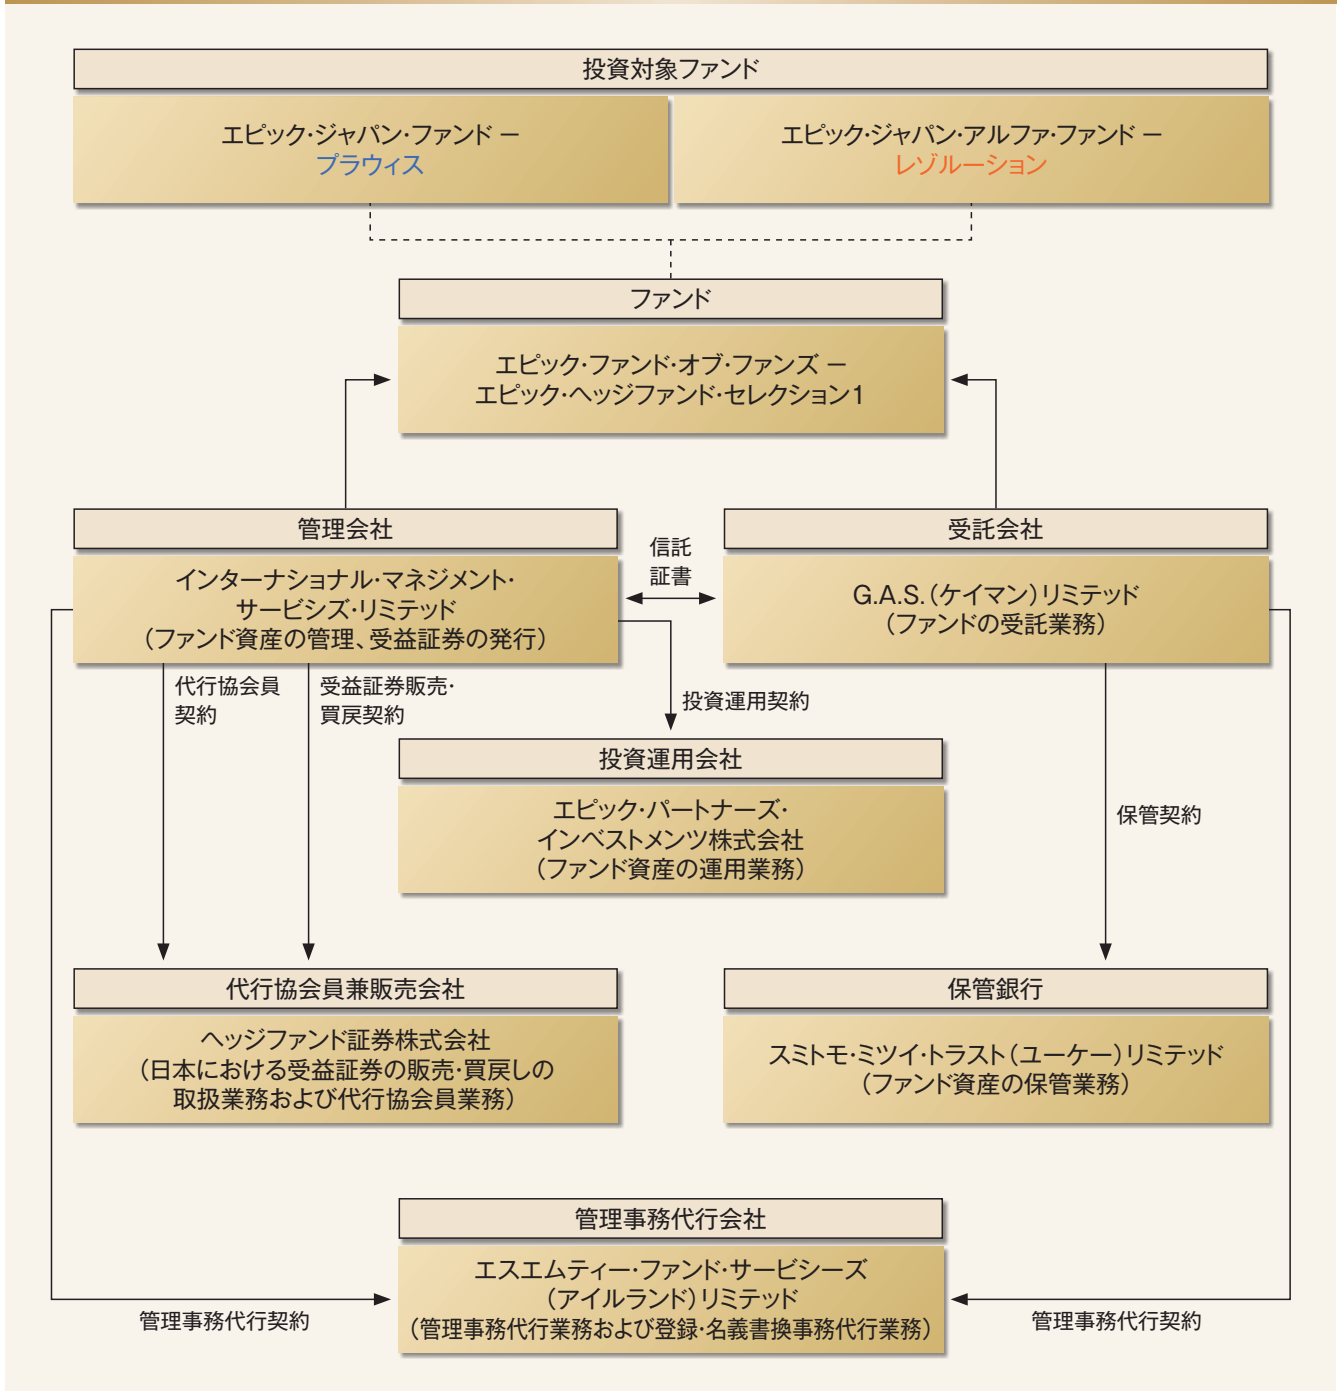 投資対象ファンド
エピック・ジャパン・ファンド −
プラウィス
エピック・ジャパン・アルファ・ファンド −
レゾルーション
ファンド
エピック・ファンド・オブ・ファンズ −
エピック・ヘッジファンド・セレクション1
管理会社
インターナショナル・マネジメント・
サービシズ・リミテッド
（ファンド資産の管理、受益証券の発行）
信託
証書
受託会社
G.A.S.（ケイマン）リミテッド
（ファンドの受託業務）
代行協会員
契約
受益証券販売・
買戻契約
投資運用契約
投資運用会社
エピック・パートナーズ・
インベストメンツ株式会社
（ファンド資産の運用業務）
保管契約
代行協会員兼販売会社
ヘッジファンド証券株式会社
（日本における受益証券の販売・買戻しの
取扱業務および代行協会員業務）
保管銀行
スミトモ・ミツイ・トラスト（ユーケー）リミテッド
（ファンド資産の保管業務）
管理事務代行会社
エスエムティー・ファンド・サービシーズ
（アイルランド）リミテッド
（管理事務代行業務および登録・名義書換事務代行業務）
管理事務代行契約
管理事務代行契約